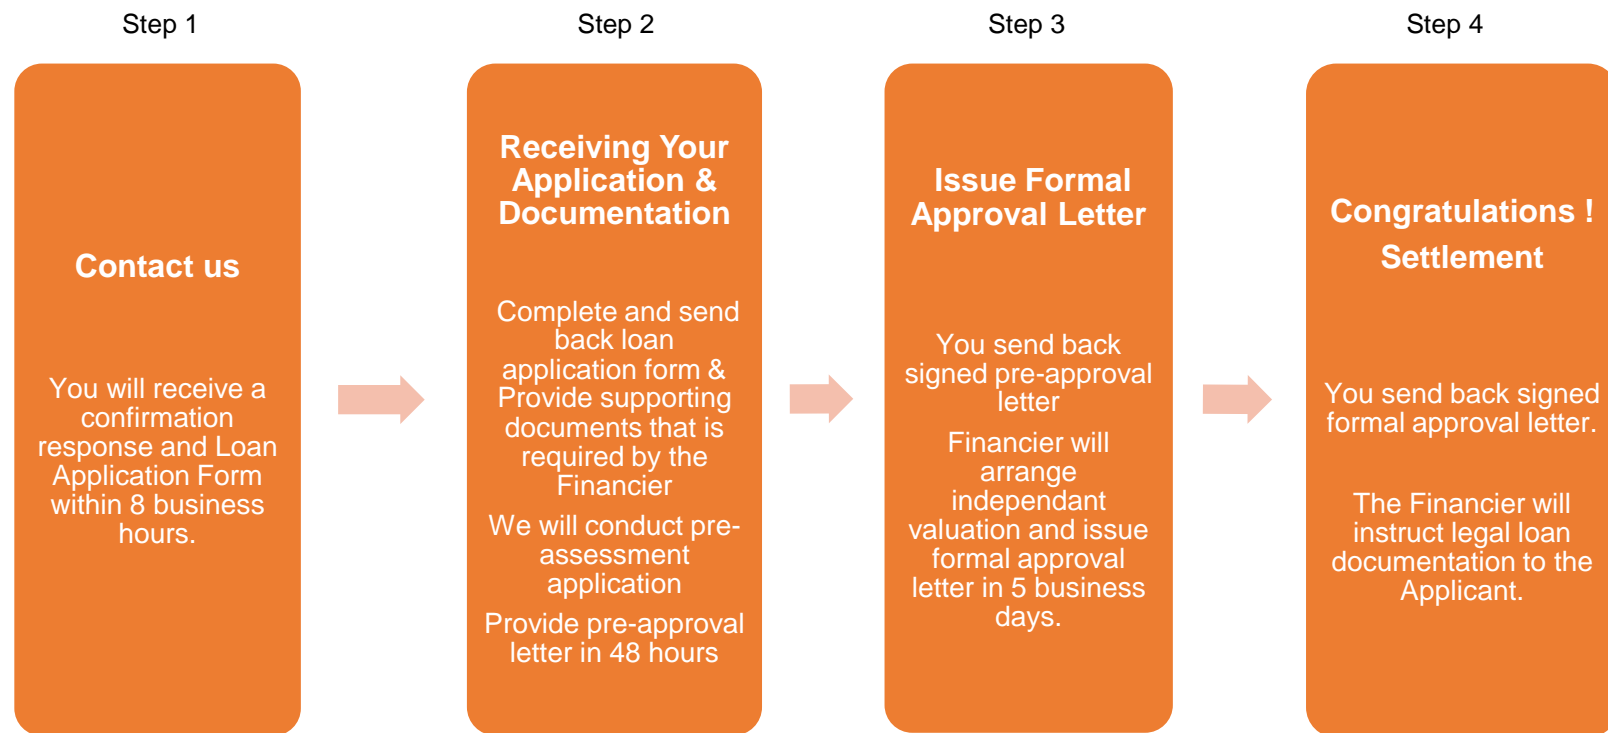 Step 1
Contact us
You will receive a
confirmation
response and Loan
Application Form
within 8 business
hours.
Step 2
Receiving Your
Application &
Documentation
Complete and send
back loan
application form &
Provide supporting
documents that is
required by the
Financier
We will conduct pre-
assessment
application
Provide pre-approval
letter in 48 hours
Step 3
Issue Formal
Approval Letter
You send back
signed pre-approval
letter
Financier will
arrange
independant
valuation and issue
formal approval
letter in 5 business
days.
Step 4
Congratulations !
Settlement
You send back signed
formal approval letter.
The Financier will
instruct legal loan
documentation to the
Applicant.